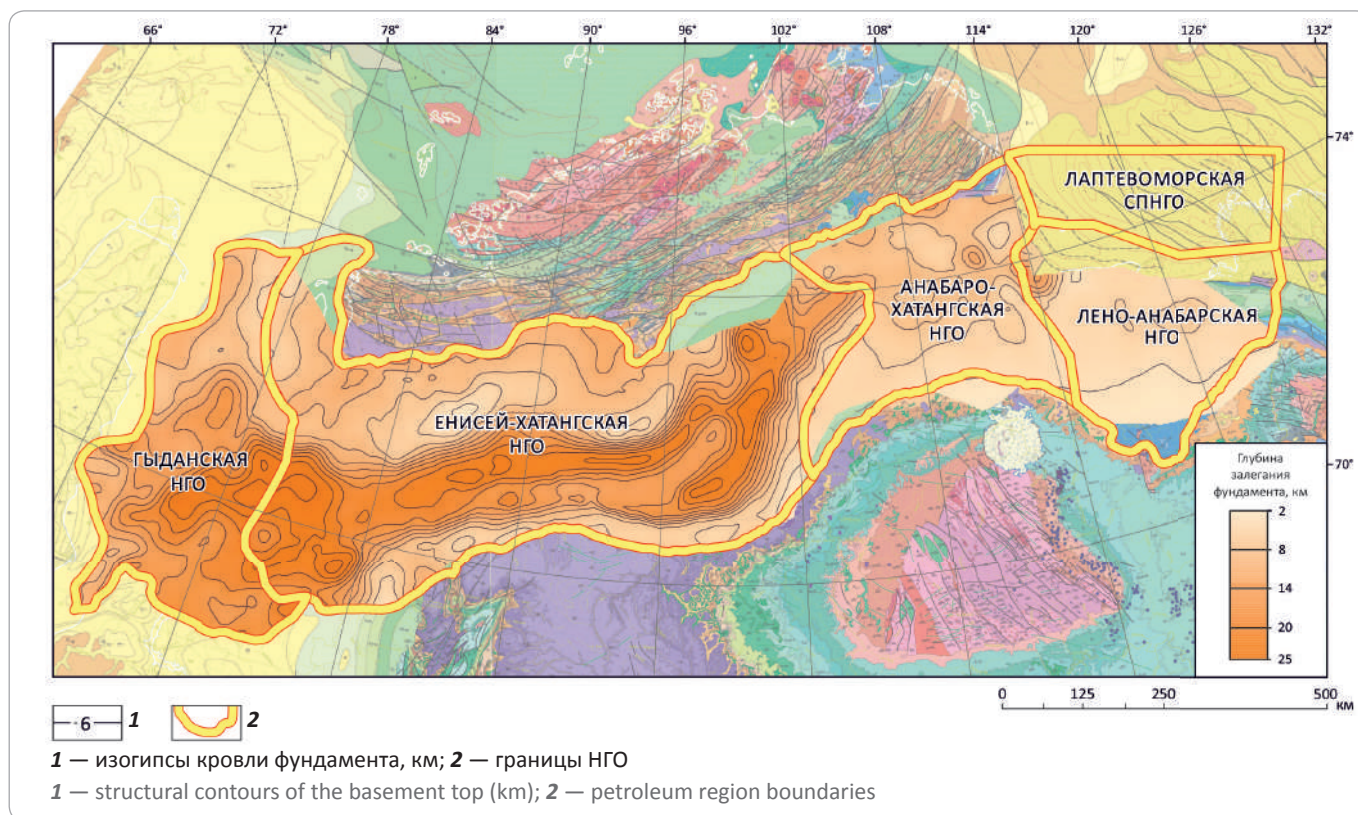 66° 72° 78° 84° 90° 96° 102° 108° 114° 120° 126° 132°
74°
ЛАПТЕВОМОРСКАЯ
СПНГО
АНАБАРО-
ХАТАНГСКАЯ
НГО
ЛЕНО-АНАБАРСКАЯ
НГО
ЕНИСЕЙ-ХАТАНГСКАЯ
НГО
ГЫДАНСКАЯ
НГО
70°
Глубина
залегания
фундамента, км
2
8
14
20
25
0 125 250 500
КМ
6 1 2
1 — изогипсы кровли фундамента, км; 2 — границы НГО
1 — structural contours of the basement top (km); 2 — petroleum region boundaries